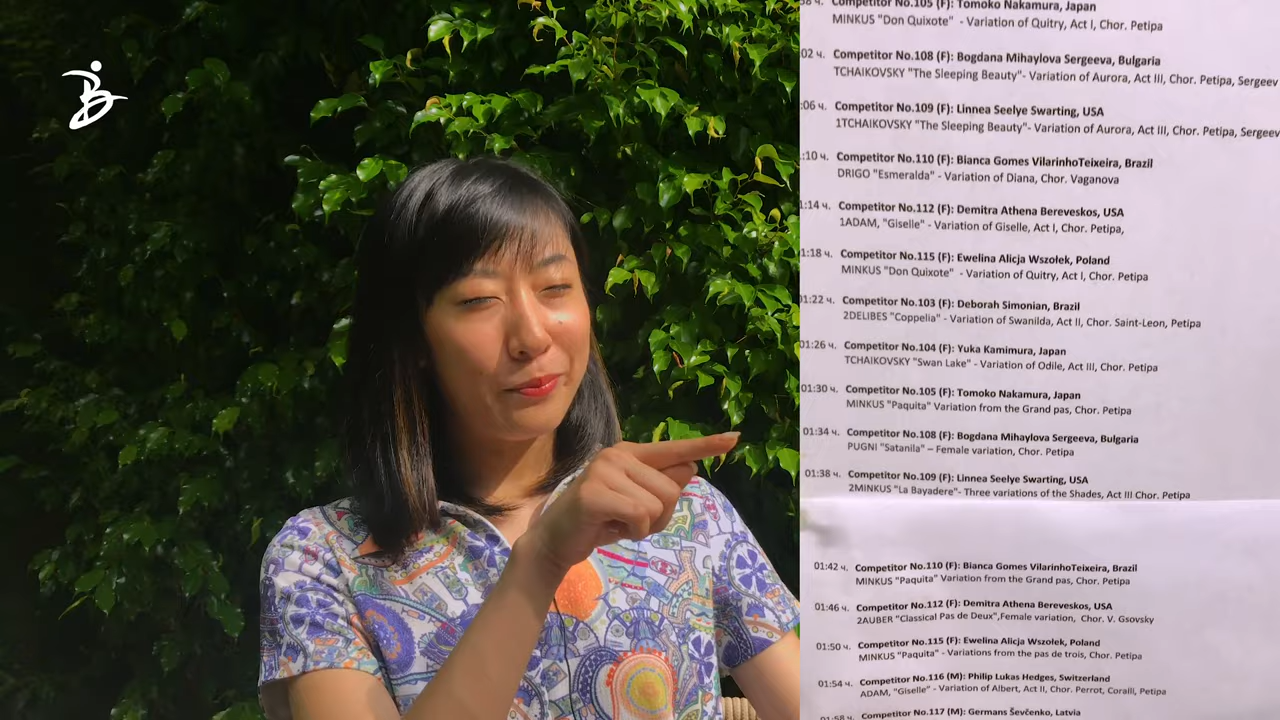 Competitor No.105 (F): Tomoko Nakamura, Japan
MINKUS "Don Quixote" - Variation of Quitry, Act I, Chor. Petipa
02 ч. Competitor No.108 (F): Bogdana Mihaylova Sergeeva, Bulgaria
TCHAIKOVSKY "The Sleeping Beauty"- Variation of Aurora, Act III, Chor. Petipa, Sergeev
:06 ч. Competitor No.109 (F): Linnea Seelye Swarting, USA
1TCHAIKOVSKY "The Sleeping Beauty"- Variation of Aurora, Act III, Chor. Petipa, Sergeev
:10 ч. Competitor No.110 (F): Bianca Gomes VilarinhoTeixeira, Brazil
DRIGO "Esmeralda" - Variation of Diana, Chor. Vaganova
1:14 ч. Competitor No.112 (F): Demitra Athena Bereveskos, USA
1ADAM, "Giselle" - Variation of Giselle, Act I, Chor. Petipa,
1:18 ч. Competitor No.115 (F): Ewelina Alicja Wszołek, Poland
MINKUS "Don Quixote" - Variation of Quitry, Act I, Chor. Petipa
01:22 ч. Competitor No.103 (F): Deborah Simonian, Brazil
2DELIBES "Coppelia" - Variation of Swanilda, Act II, Chor. Saint-Leon, Petipa
01:26 ч. Competitor No.104 (F): Yuka Kamimura, Japan
TCHAIKOVSKY "Swan Lake" - Variation of Odile, Act III, Chor. Petipa
01:30 ч. Competitor No.105 (F): Tomoko Nakamura, Japan
MINKUS "Paquita" Variation from the Grand pas, Chor. Petipa
01:34 ч. Competitor No.108 (F): Bogdana Mihaylova Sergeeva, Bulgaria
PUGNI "Satanila" – Female variation, Chor. Petipa
01:38 ч. Competitor No.109 (F): Linnea Seelye Swarting, USA
2MINKUS "La Bayadere"- Three variations of the Shades, Act III Chor. Petipa
01:42 ч. Competitor No.110 (F): Bianca Gomes VilarinhoTeixeira, Brazil
MINKUS "Paquita" Variation from the Grand pas, Chor. Petipa
01:46 ч. Competitor No.112 (F): Demitra Athena Bereveskos, USA
2AUBER "Classical Pas de Deux",Female variation, Chor. V. Gsovsky
01:50 ч. Competitor No.115 (F): Ewelina Alicja Wszołek, Poland
MINKUS "Paquita" - Variations from the pas de trois, Chor. Petipa
01:54 ч. Competitor No.116 (M): Philip Lukas Hedges, Switzerland
ADAM, "Giselle" - Variation of Albert, Act II, Chor. Perrot, Coralli, Petipa
01:58 ч. Competitor No.117 (M): Germans Ševčenko, Latvia